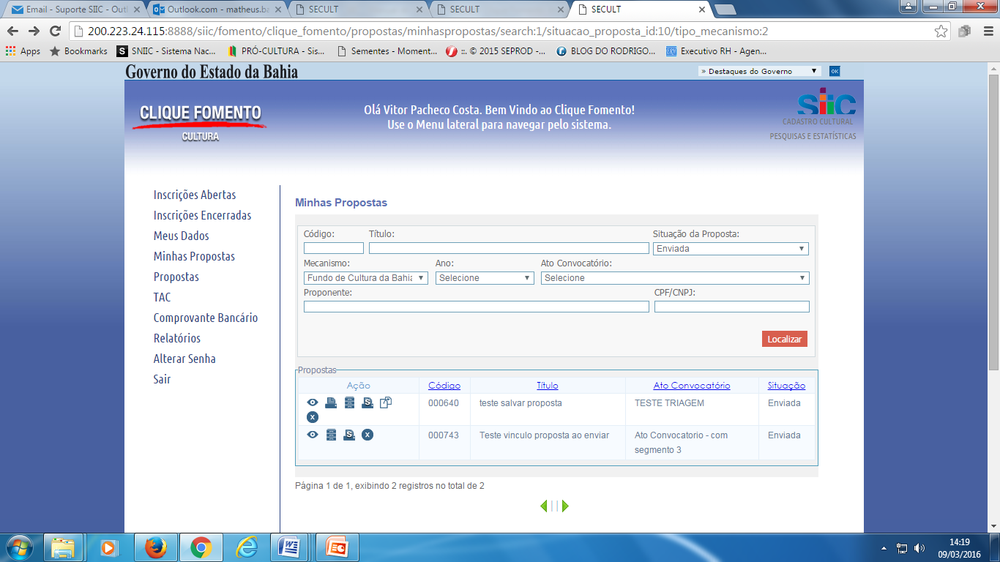 Email - Suporte SIIC - Outl
Outlook.com - matheus.ba
SECULT
SECULT
SECULT
200.223.24.115:8888/siic/fomento/clique_fomento/propostas/minhaspropostas/search:1/situacao_proposta_id:10/tipo_mecanismo:2
Apps
Bookmarks
SNIIC - Sistema Nac...
PRÓ-CULTURA - Sis...
Sementes - Moment...
::. © 2015 SEPROD -...
BLOG DO RODRIGO...
Executivo RH - Agen...
Governo do Estado da Bahia
» Destaques do Governo
OK
CLIQUE FOMENTO
CULTURA
Olá Vitor Pacheco Costa. Bem Vindo ao Clique Fomento!
Use o Menu lateral para navegar pelo sistema.
SIIC
CADASTRO CULTURAL
PESQUISAS E ESTATÍSTICAS
Inscrições Abertas
Inscrições Encerradas
Meus Dados
Minhas Propostas
Propostas
TAC
Comprovante Bancário
Relatórios
Alterar Senha
Sair
Minhas Propostas
Código:
Título:
Situação da Proposta:
Enviada
Mecanismo:
Ano:
Ato Convocatório:
Fundo de Cultura da Bahia
Selecione
Selecione
Proponente:
CPF/CNPJ:
Localizar
Propostas
Ação Código Título Ato Convocatório Situação
000640 teste salvar proposta TESTE TRIAGEM Enviada
000743 Teste vinculo proposta ao enviar Ato Convocatorio - com Enviada
segmento 3
Página 1 de 1, exibindo 2 registros no total de 2
14:19
09/03/2016